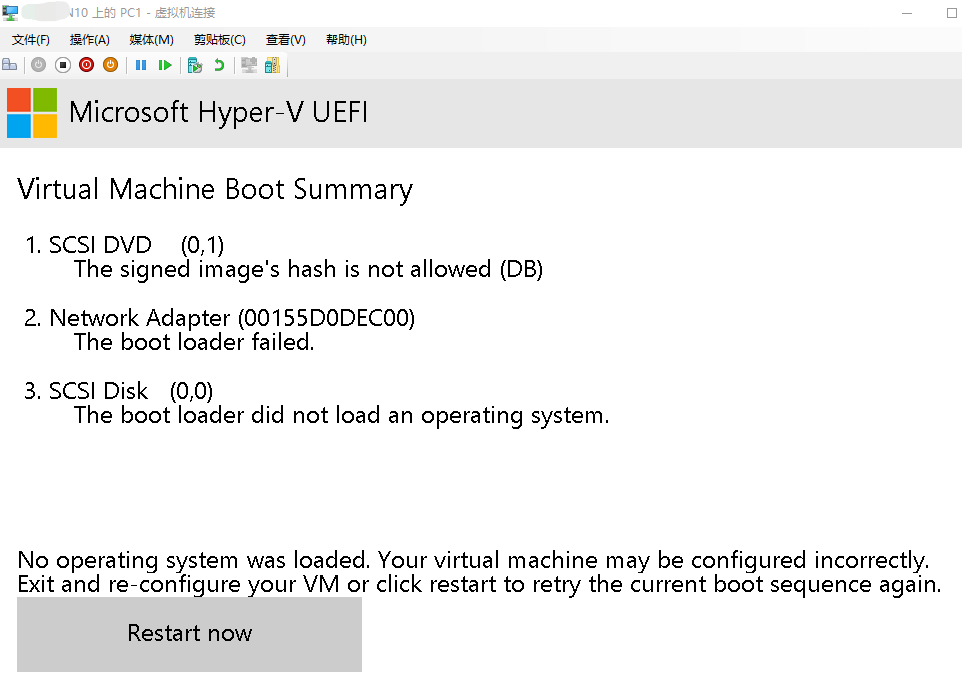 N10 上的 PC1 - 虚拟机连接
文件(F) 操作(A) 媒体(M) 剪贴板(C) 查看(V) 帮助(H)
Microsoft Hyper-V UEFI
Virtual Machine Boot Summary
1. SCSI DVD (0,1)
The signed image's hash is not allowed (DB)
2. Network Adapter (00155D0DEC00)
The boot loader failed.
3. SCSI Disk (0,0)
The boot loader did not load an operating system.
No operating system was loaded. Your virtual machine may be configured incorrectly.
Exit and re-configure your VM or click restart to retry the current boot sequence again.
Restart now